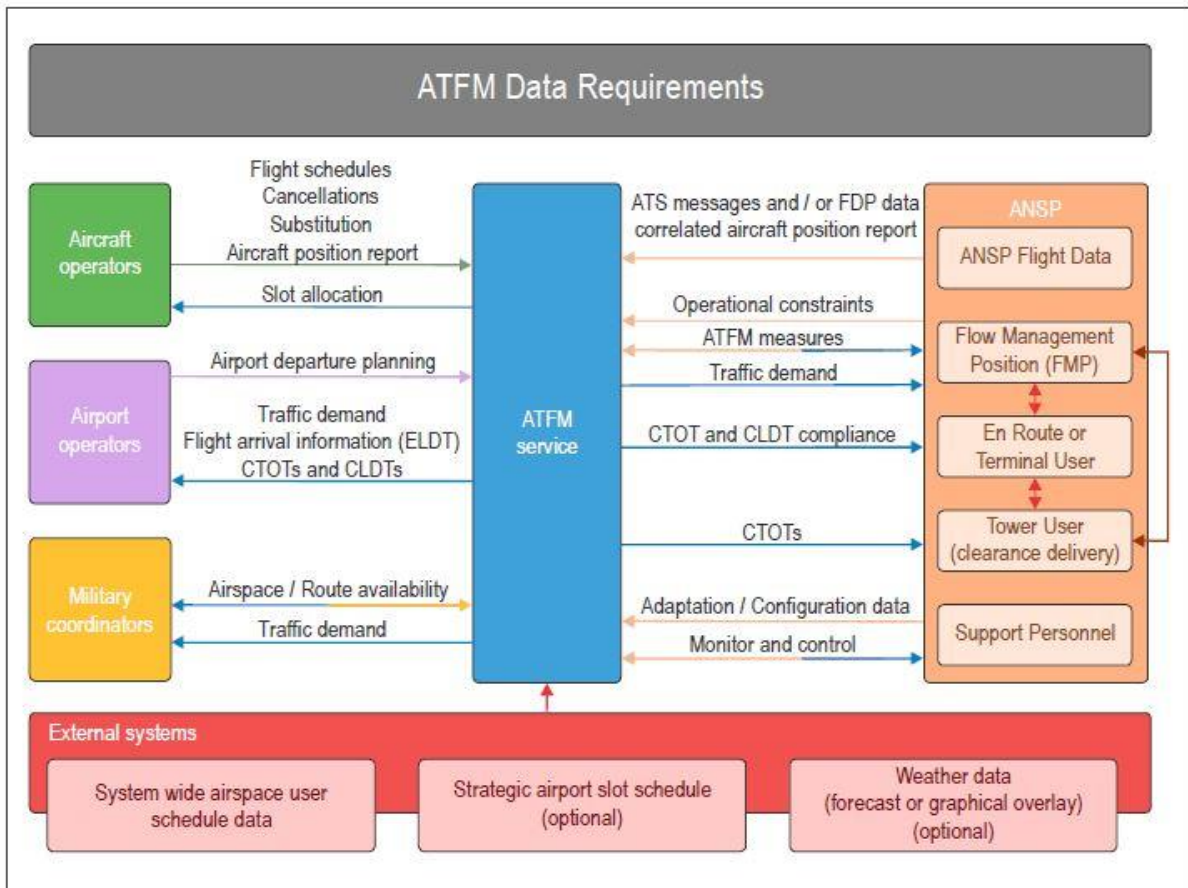 ATFM Data Requirements
Aircraft
operators
Flight schedules
Cancellations
Substitution
Aircraft position report
Slot allocation
Airport
operators
Airport departure planning
Traffic demand
Flight arrival information (ELDT)
CTOTs and CLDTs
Military
coordinators
Airspace / Route availability
Traffic demand
ATFM
service
ATS messages and / or FDP data
correlated aircraft position report
Operational constraints
ATFM measures
Traffic demand
CTOT and CLDT compliance
CTOTs
Adaptation / Configuration data
Monitor and control
ANSP
ANSP Flight Data
Flow Management
Position (FMP)
En Route or
Terminal User
Tower User
(clearance delivery)
Support Personnel
External systems
System wide airspace user
schedule data
Strategic airport slot schedule
(optional)
Weather data
(forecast or graphical overlay)
(optional)